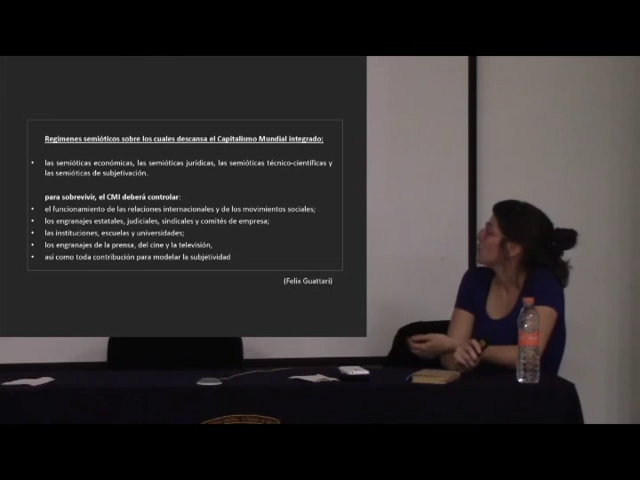 Regímenes semióticos sobre los cuales descansa el Capitalismo Mundial integrado:
• las semióticas económicas, las semióticas jurídicas, las semióticas técnico-científicas y
las semióticas de subjetivación.
para sobrevivir, el CMI deberá controlar:
• el funcionamiento de las relaciones internacionales y de los movimientos sociales;
• los engranajes estatales, judiciales, sindicales y comités de empresa;
• las instituciones, escuelas y universidades;
• los engranajes de la prensa, del cine y la televisión,
• así como toda contribución para modelar la subjetividad
(Felix Guattari)